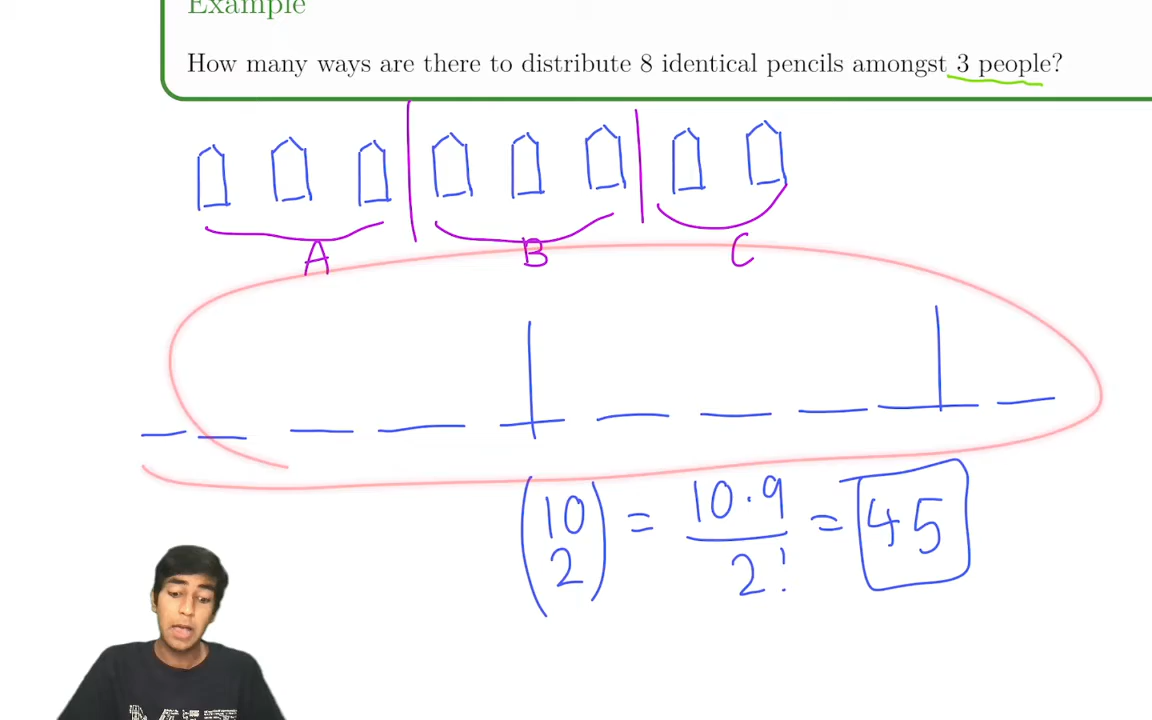 Example
How many ways are there to distribute 8 identical pencils amongst 3 people?
A B C
(10 2) = 10·9 / 2! = 45